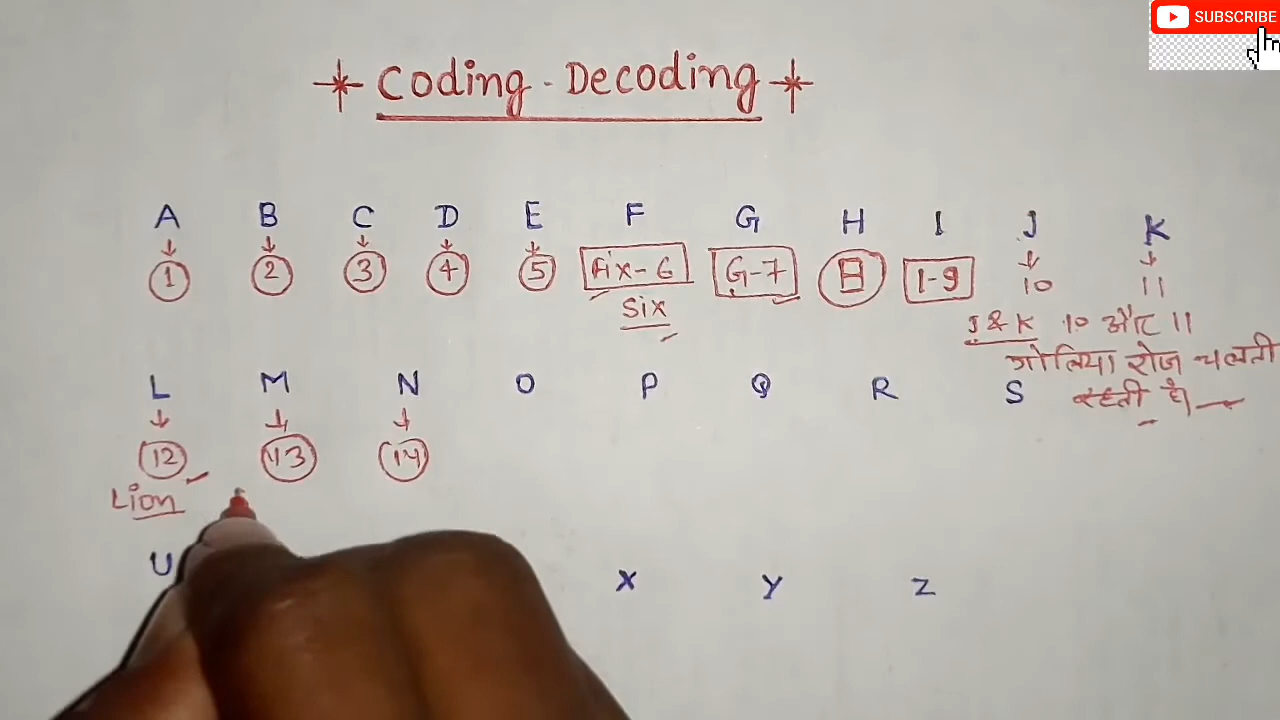 SUBSCRIBE
Coding - Decoding
A B C D E F G H I J K
1 2 3 4 5 Fix-6 G-7 8 I-9 10 11
Six
J & K 10 और 11
गोलिया रोज चलती
रहती है।
L M N O P Q R S
12 13 14
Lion
U X Y Z